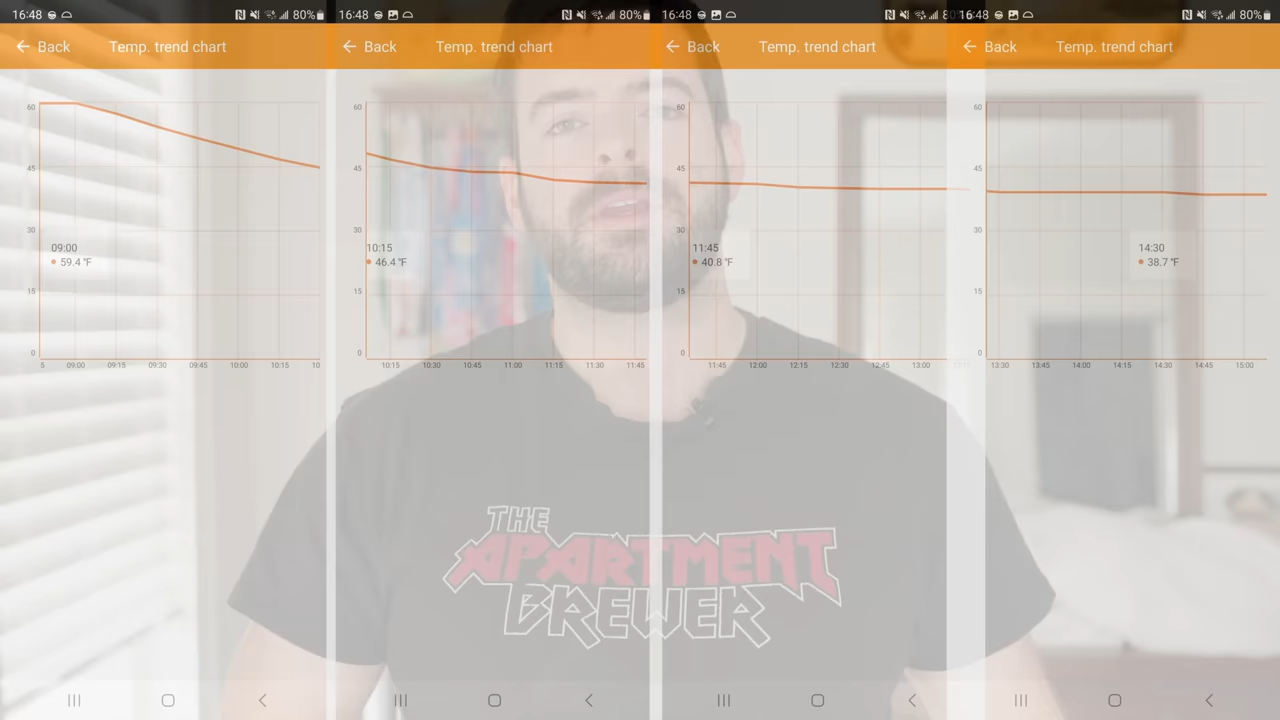 16:48 80%
Back Temp. trend chart
60
45
30
15
0
09:00
59.4 °F
5 09:00 09:15 09:30 09:45 10:00 10:15 10
16:48 80%
Back Temp. trend chart
60
45
30
15
0
10:15
46.4 °F
10:15 10:30 10:45 11:00 11:15 11:30 11:45
16:48 80
Back Temp. trend chart
60
45
30
15
0
11:45
40.8 °F
11:45 12:00 12:15 12:30 12:45 13:00 13:15
16:48 80%
Back Temp. trend chart
60
45
30
15
0
14:30
38.7 °F
13:30 13:45 14:00 14:15 14:30 14:45 15:00
THE
APARTMENT
BREWER